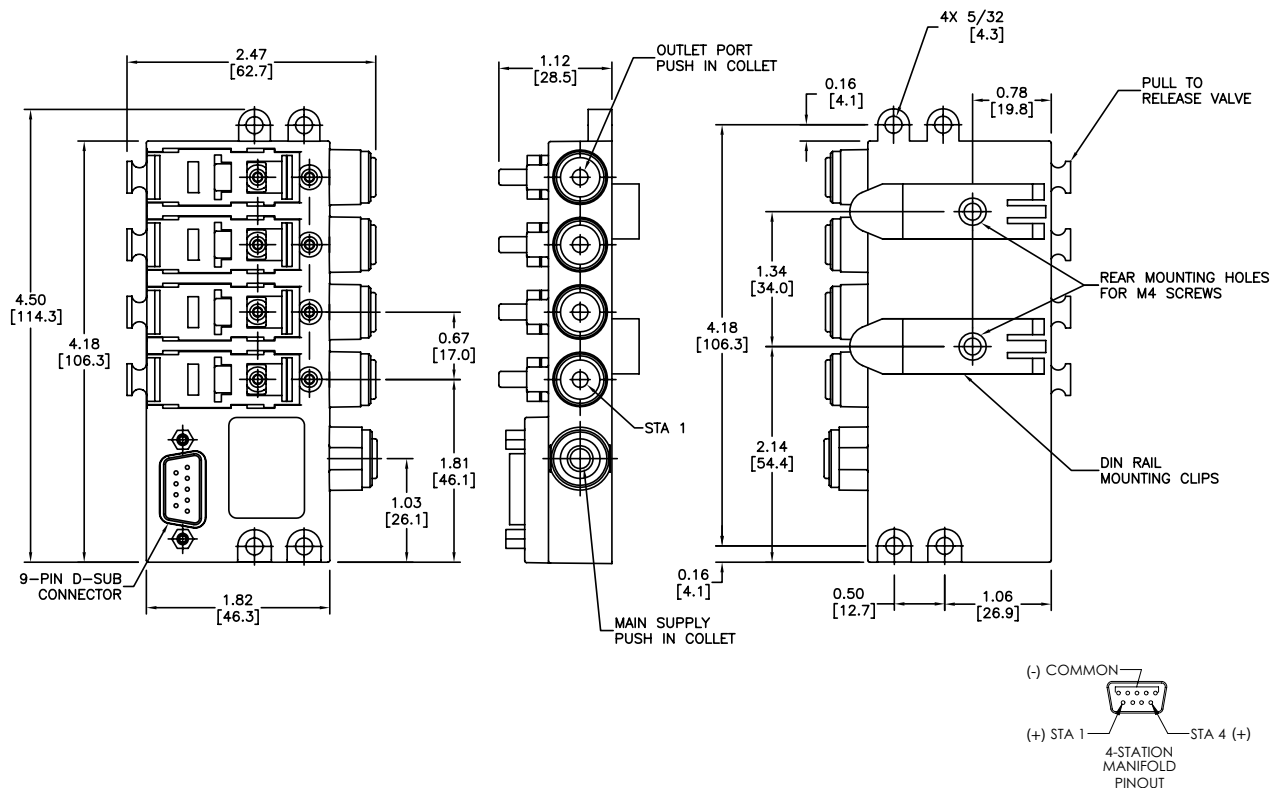 2.47
[62.7]
4.50
[114.3]
4.18
[106.3]
0.67
[17.0]
1.81
[46.1]
1.03
[26.1]
9-PIN D-SUB
CONNECTOR
1.82
[46.3]
1.12
[28.5]
OUTLET PORT
PUSH IN COLLET
STA 1
MAIN SUPPLY
PUSH IN COLLET
4X 5/32
[4.3]
0.16
[4.1]
0.78
[19.8]
PULL TO
RELEASE VALVE
1.34
[34.0]
4.18
[106.3]
REAR MOUNTING HOLES
FOR M4 SCREWS
2.14
[54.4]
DIN RAIL
MOUNTING CLIPS
0.16
[4.1]
0.50
[12.7]
1.06
[26.9]
(-) COMMON
(+) STA 1
STA 4 (+)
4-STATION
MANIFOLD
PINOUT